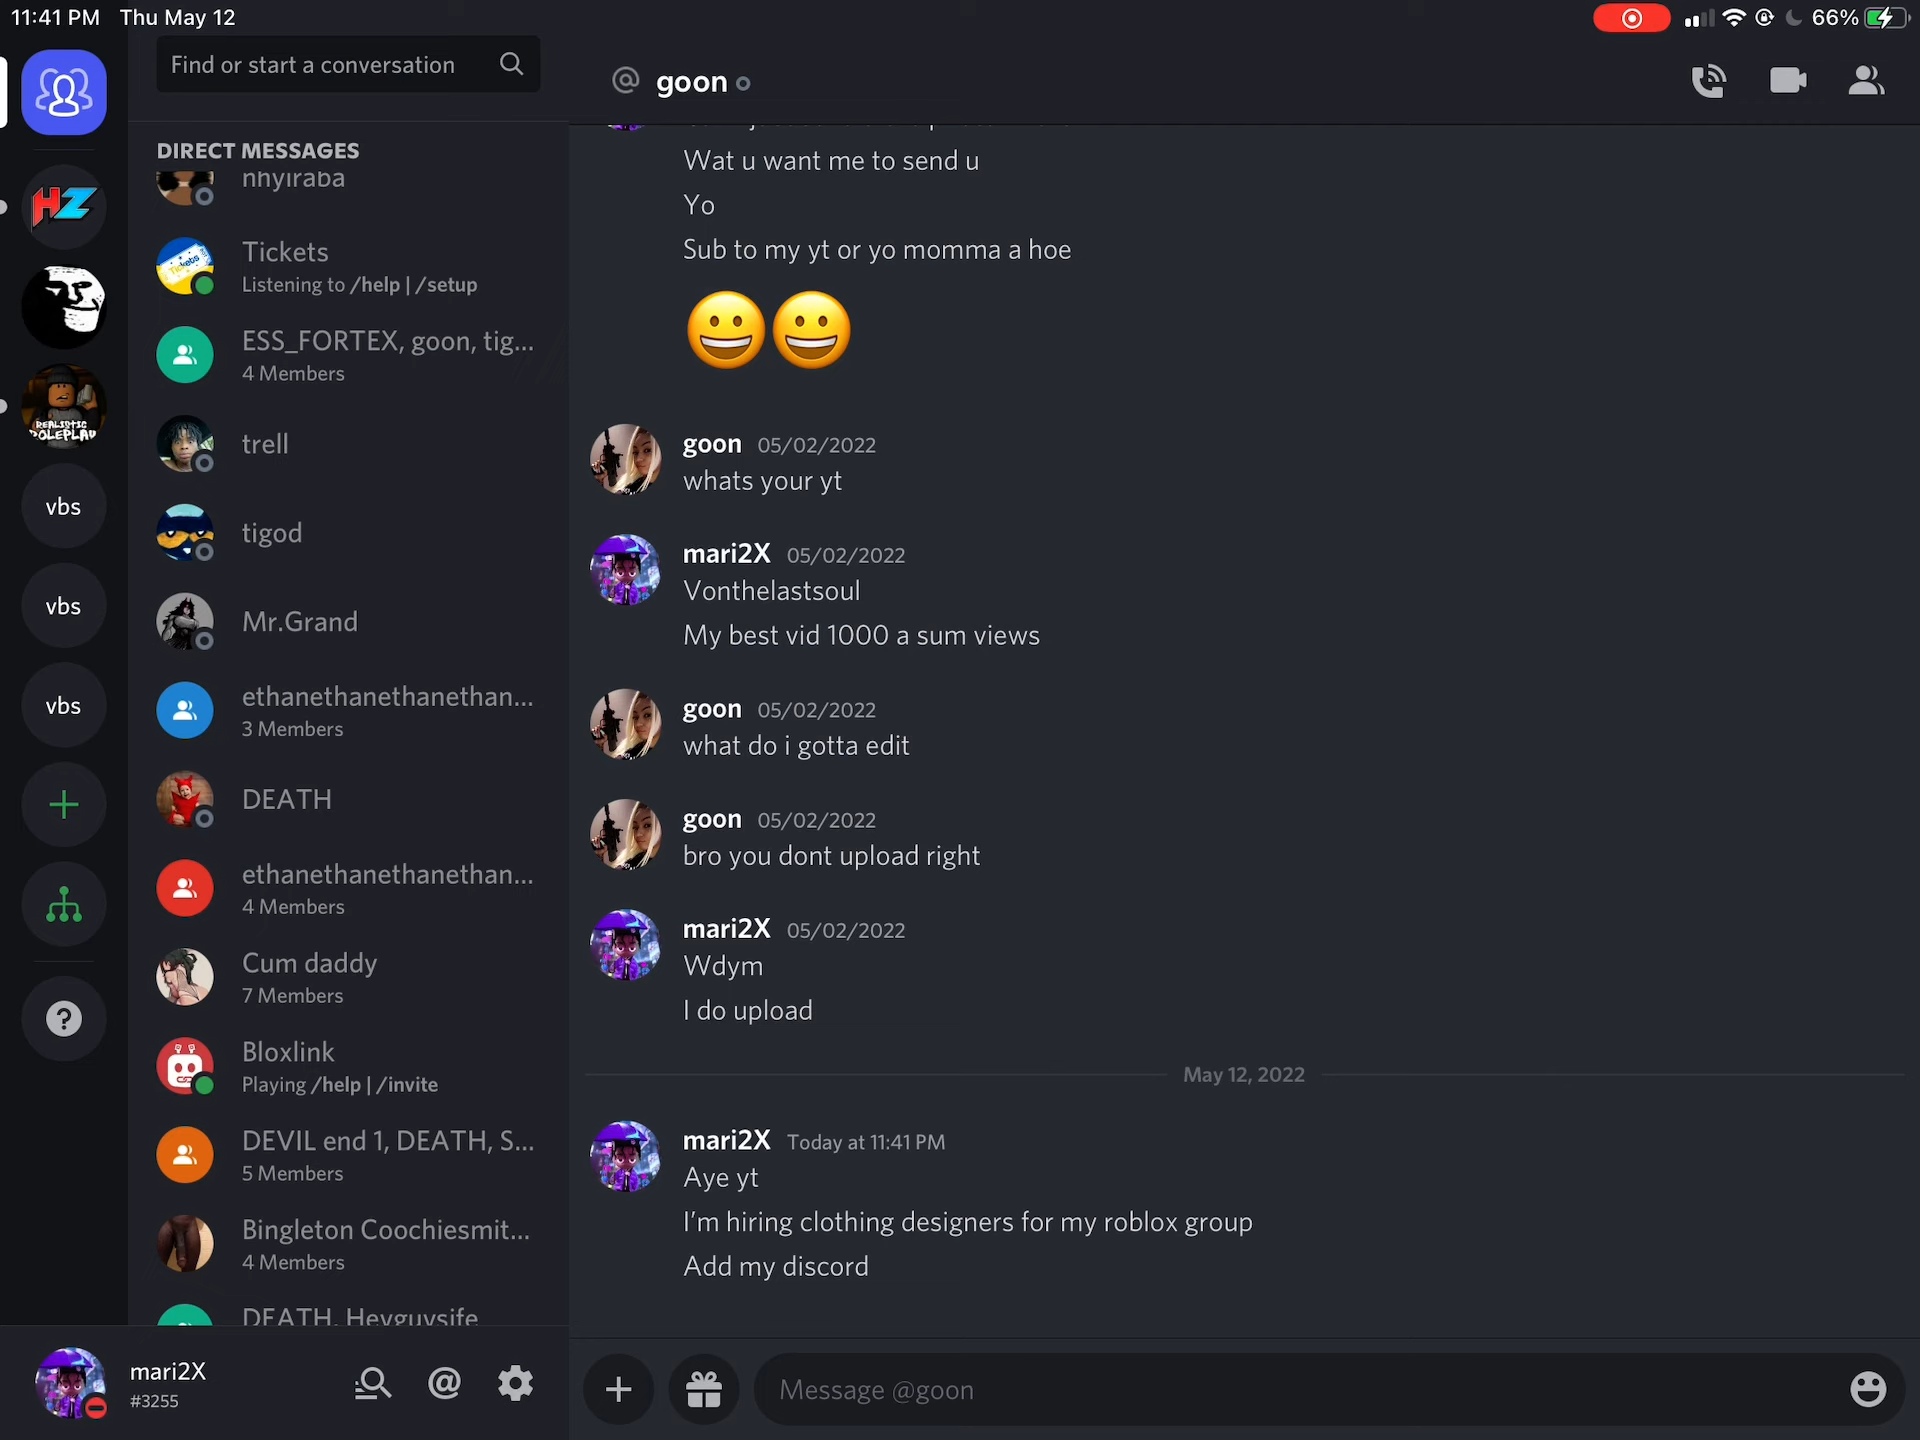 11:41 PM Thu May 12
66%
Find or start a conversation
DIRECT MESSAGES
nhyiraba
Tickets
Listening to /help | /setup
ESS_FORTEX, goon, tig...
4 Members
trell
tigod
Mr.Grand
ethanethanethanethan...
3 Members
DEATH
ethanethanethanethan...
4 Members
Cum daddy
7 Members
Bloxlink
Playing /help | /invite
DEVIL end 1, DEATH, S...
5 Members
Bingleton Coochiesmit...
4 Members
DEATH, Heyguysife
HZ
REALISTIC
ROLEPLAY
vbs
vbs
vbs
mari2X
#3255
@ goon
Wat u want me to send u
Yo
Sub to my yt or yo momma a hoe
😀😀
goon 05/02/2022
whats your yt
mari2X 05/02/2022
Vonthelastsoul
My best vid 1000 a sum views
goon 05/02/2022
what do i gotta edit
goon 05/02/2022
bro you dont upload right
mari2X 05/02/2022
Wdym
I do upload
May 12, 2022
mari2X Today at 11:41 PM
Aye yt
I'm hiring clothing designers for my roblox group
Add my discord
Message @goon